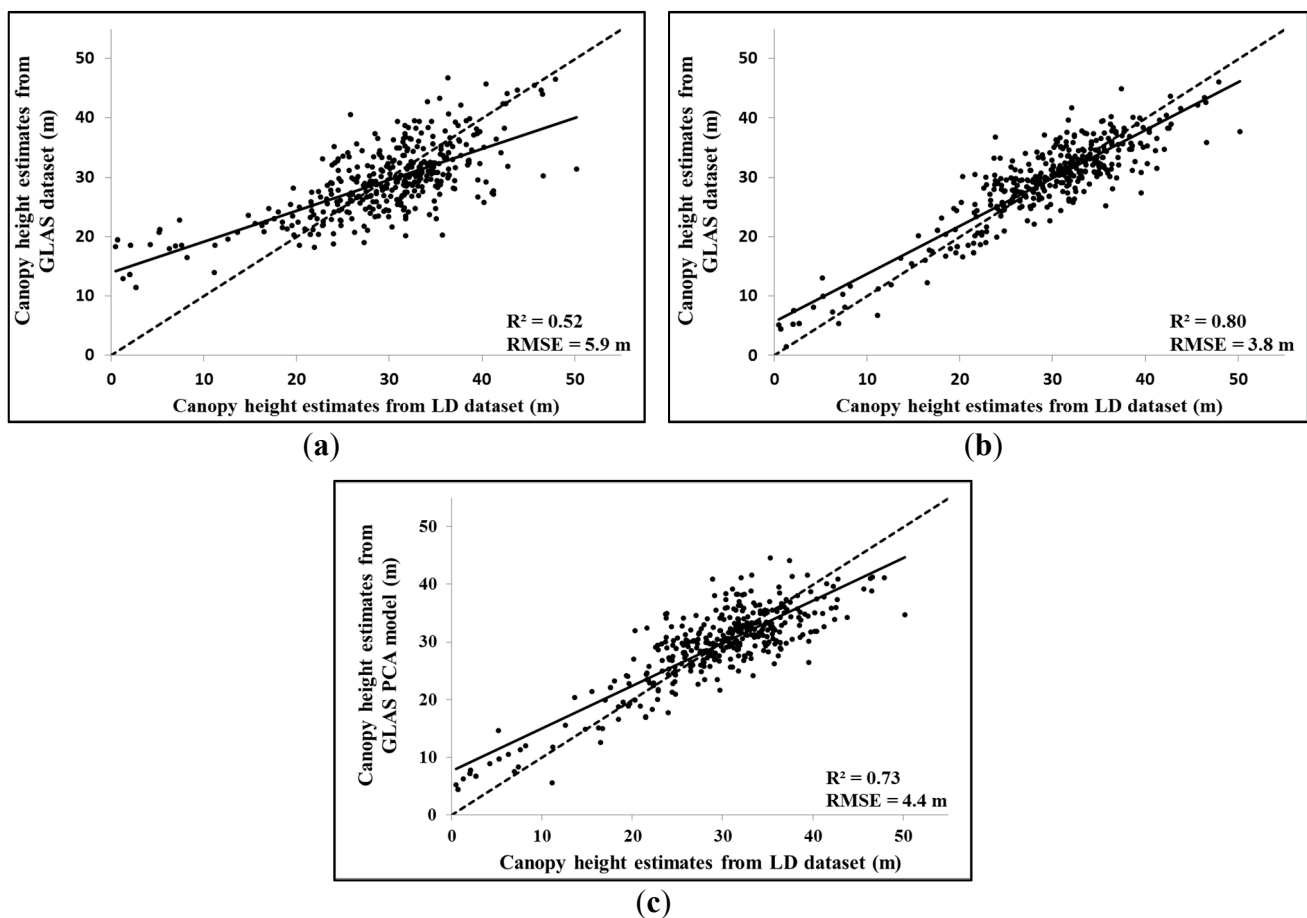 Canopy height estimates from
GLAS dataset (m)
50
40
30
20
10
0
R² = 0.52
RMSE = 5.9 m
0 10 20 30 40 50
Canopy height estimates from LD dataset (m)
(a)
Canopy height estimates from
GLAS dataset (m)
50
40
30
20
10
0
R² = 0.80
RMSE = 3.8 m
0 10 20 30 40 50
Canopy height estimates from LD dataset (m)
(b)
Canopy height estimates from
GLAS PCA model (m)
50
40
30
20
10
0
R² = 0.73
RMSE = 4.4 m
0 10 20 30 40 50
Canopy height estimates from LD dataset (m)
(c)